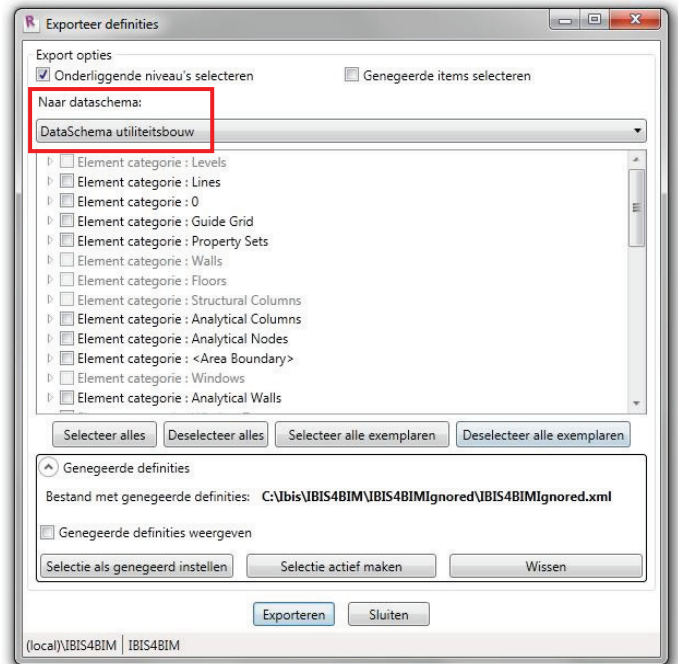 Exporteer definities
Export opties
Onderliggende niveau's selecteren Genegeerde items selecteren
Naar dataschema:
DataSchema utiliteitsbouw
Element categorie : Levels
Element categorie : Lines
Element categorie : 0
Element categorie : Guide Grid
Element categorie : Property Sets
Element categorie : Walls
Element categorie : Floors
Element categorie : Structural Columns
Element categorie : Analytical Columns
Element categorie : Analytical Nodes
Element categorie : <Area Boundary>
Element categorie : Windows
Element categorie : Analytical Walls
Selecteer alles Deselecteer alles Selecteer alle exemplaren Deselecteer alle exemplaren
Genegeerde definities
Bestand met genegeerde definities: C:\Ibis\IBIS4BIM\IBIS4BIMIgnored\IBIS4BIMIgnored.xml
Genegeerde definities weergeven
Selectie als genegeerd instellen Selectie actief maken Wissen
Exporteren Sluiten
(local)\IBIS4BIM IBIS4BIM